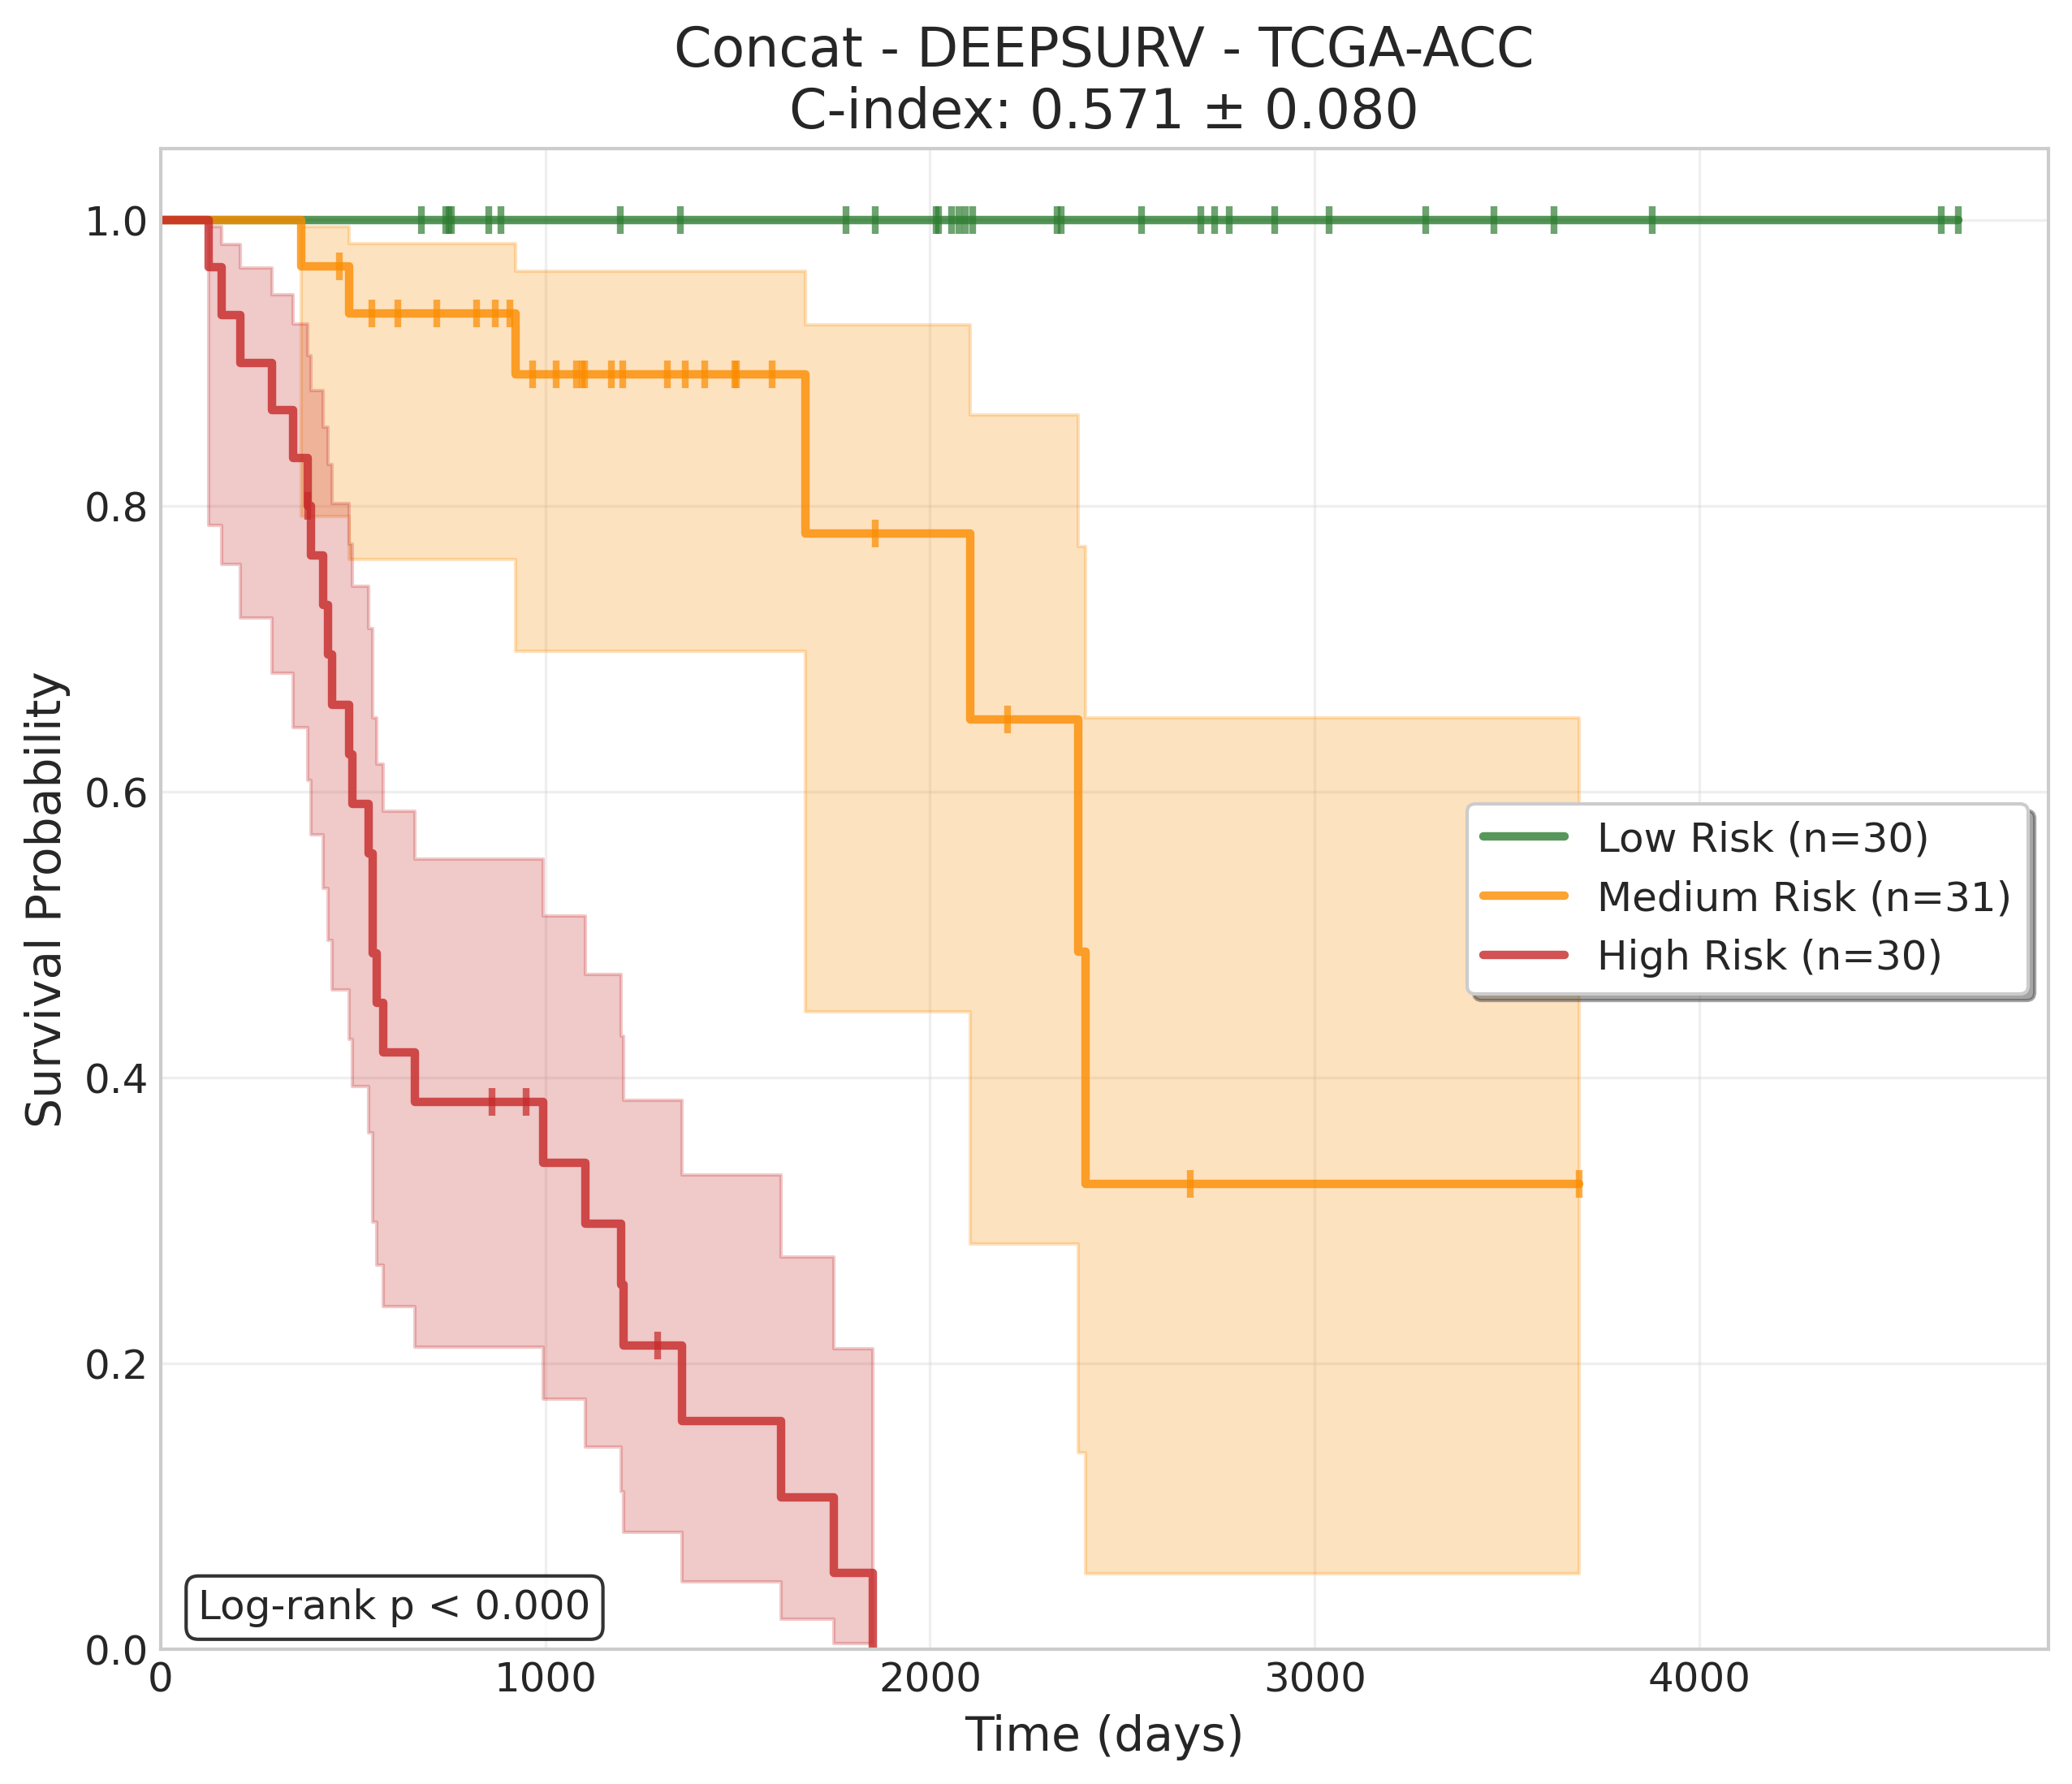 Concat - DEEPSURV - TCGA-ACC
C-index: 0.571 ± 0.080
Survival Probability
1.0
0.8
0.6
0.4
0.2
0.0
Low Risk (n=30)
Medium Risk (n=31)
High Risk (n=30)
Log-rank p < 0.000
0 1000 2000 3000 4000
Time (days)